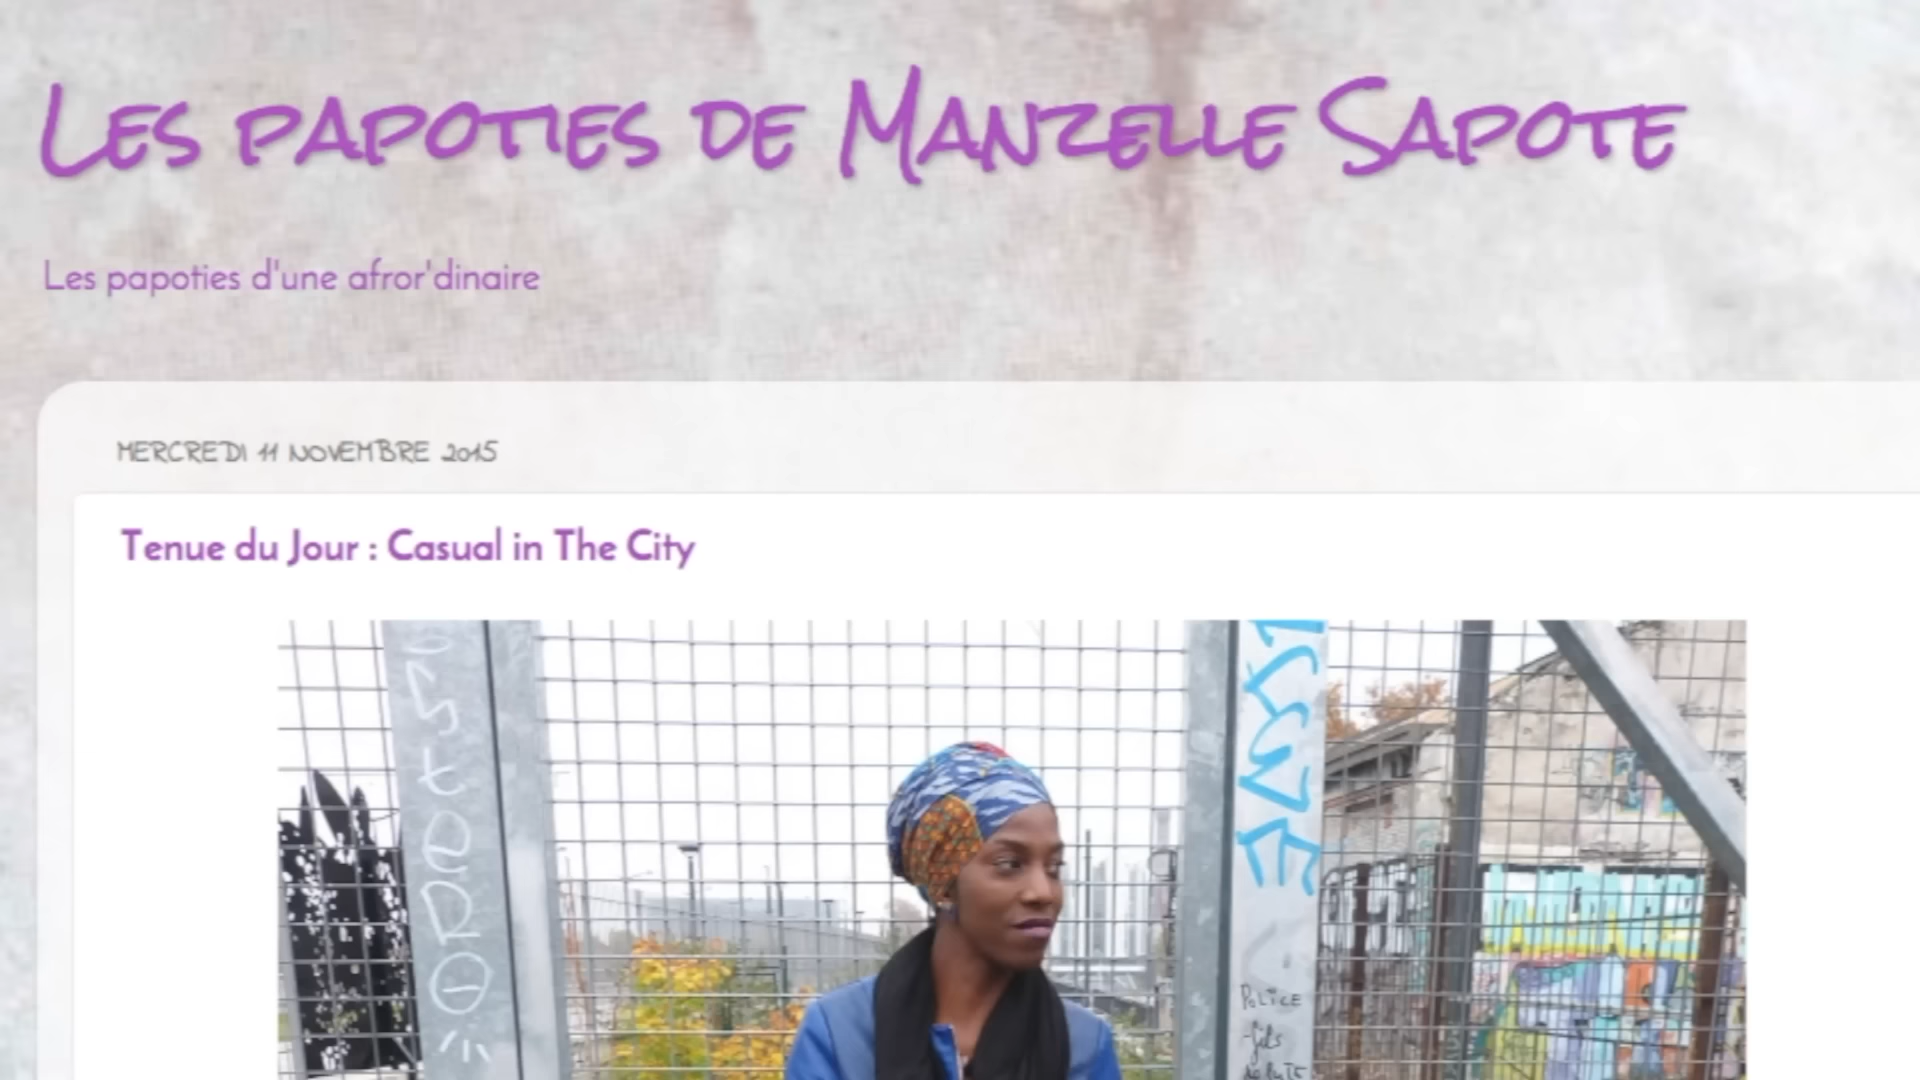 Les papoties de Manzelle Sapote
Les papoties d'une afror'dinaire
MERCREDI 11 NOVEMBRE 2015
Tenue du Jour : Casual in The City
POLICE